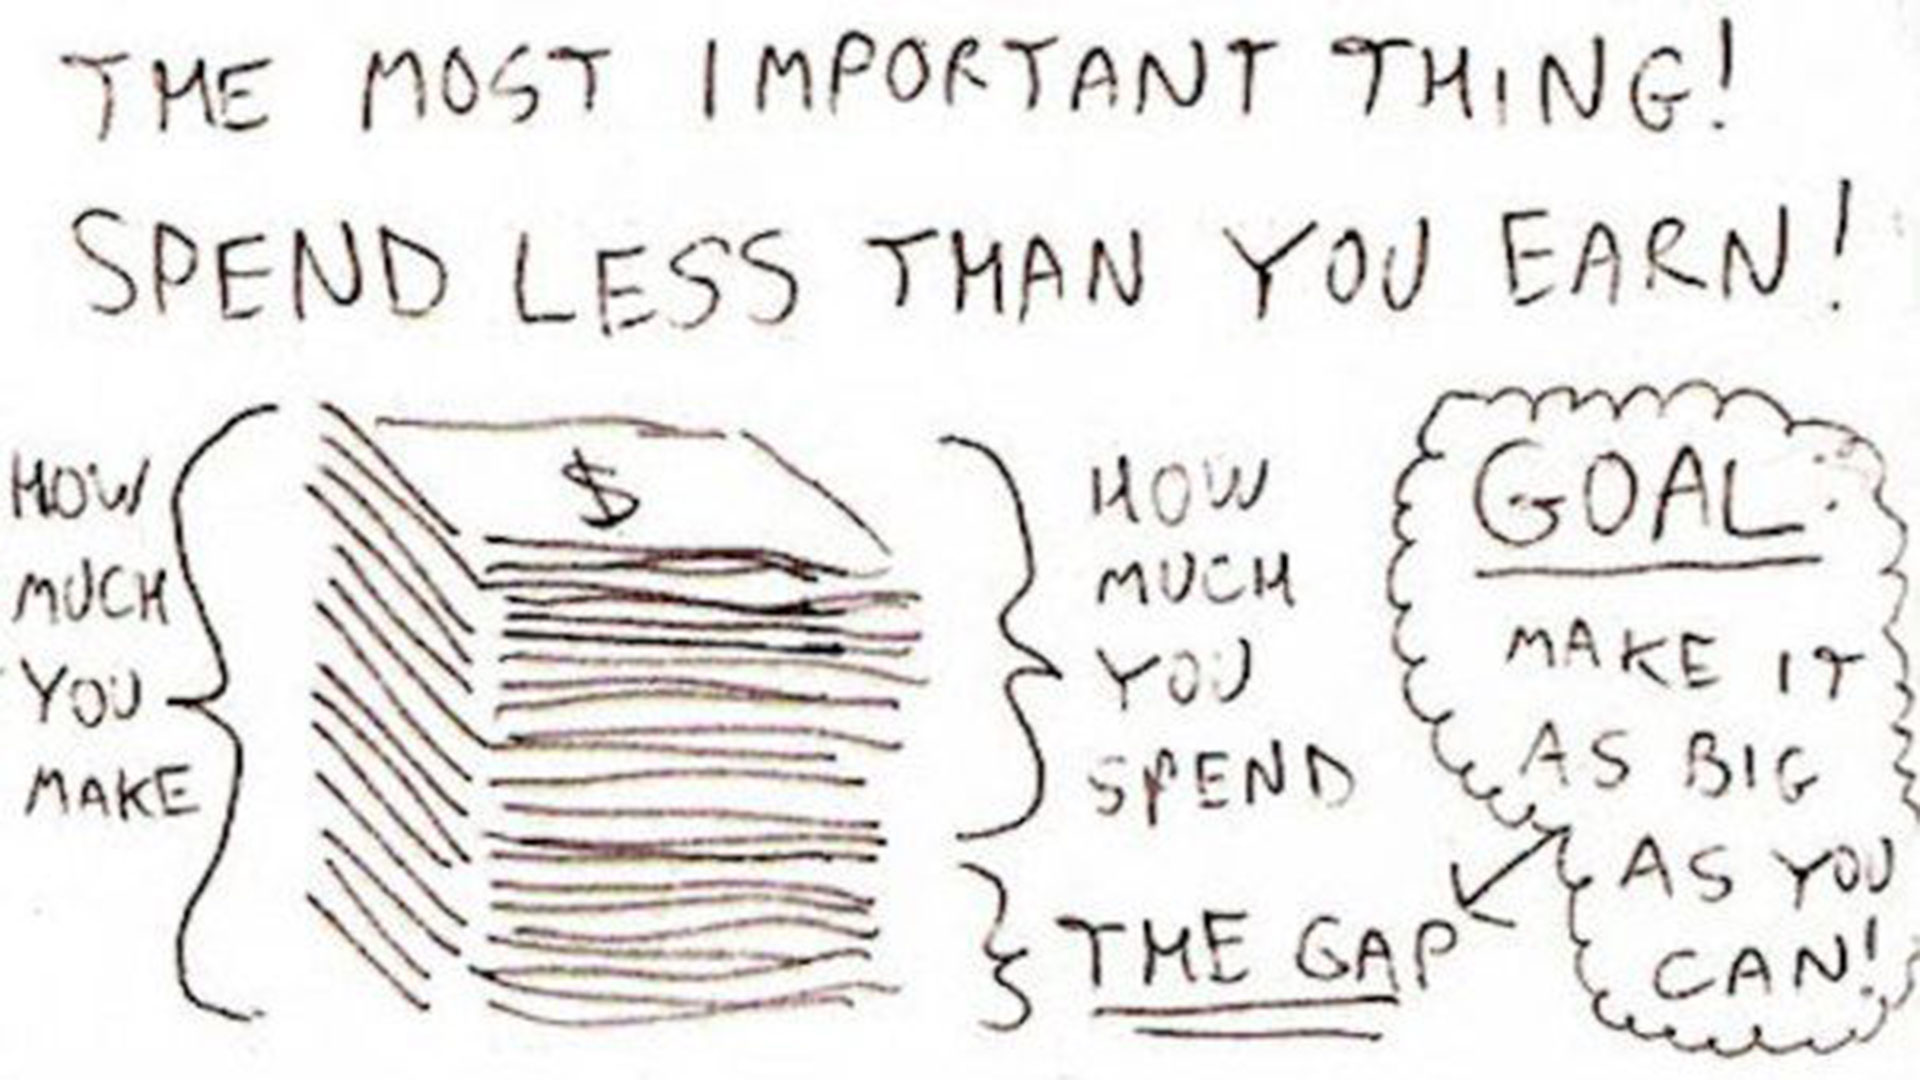 THE MOST IMPORTANT THING!
SPEND LESS THAN YOU EARN!
HOW
MUCH
YOU
MAKE
$
HOW
MUCH
YOU
SPEND
THE GAP
GOAL:
MAKE IT
AS BIG
AS YOU
CAN!